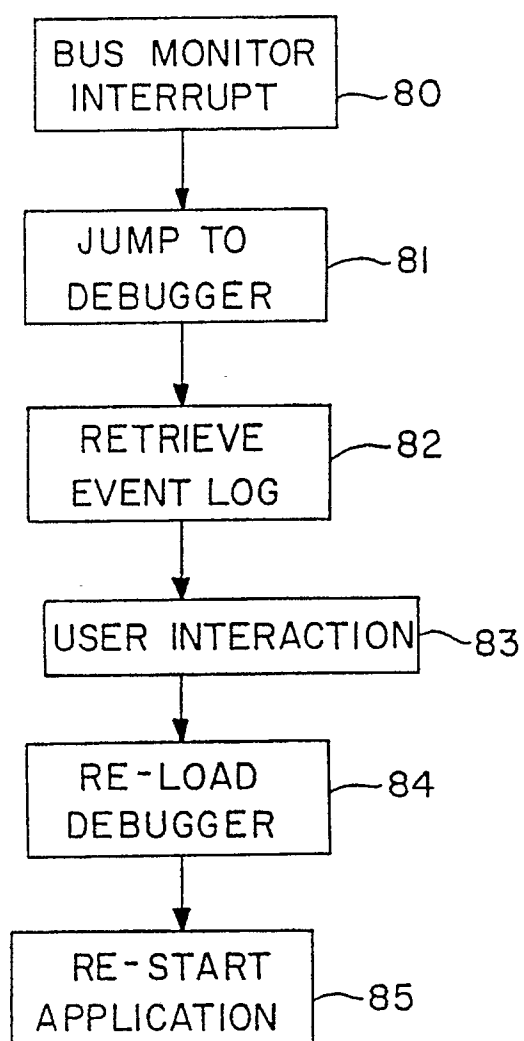 BUS MONITOR
INTERRUPT
80
JUMP TO
DEBUGGER
81
RETRIEVE
EVENT LOG
82
USER INTERACTION
83
RE-LOAD
DEBUGGER
84
RE-START
APPLICATION
85